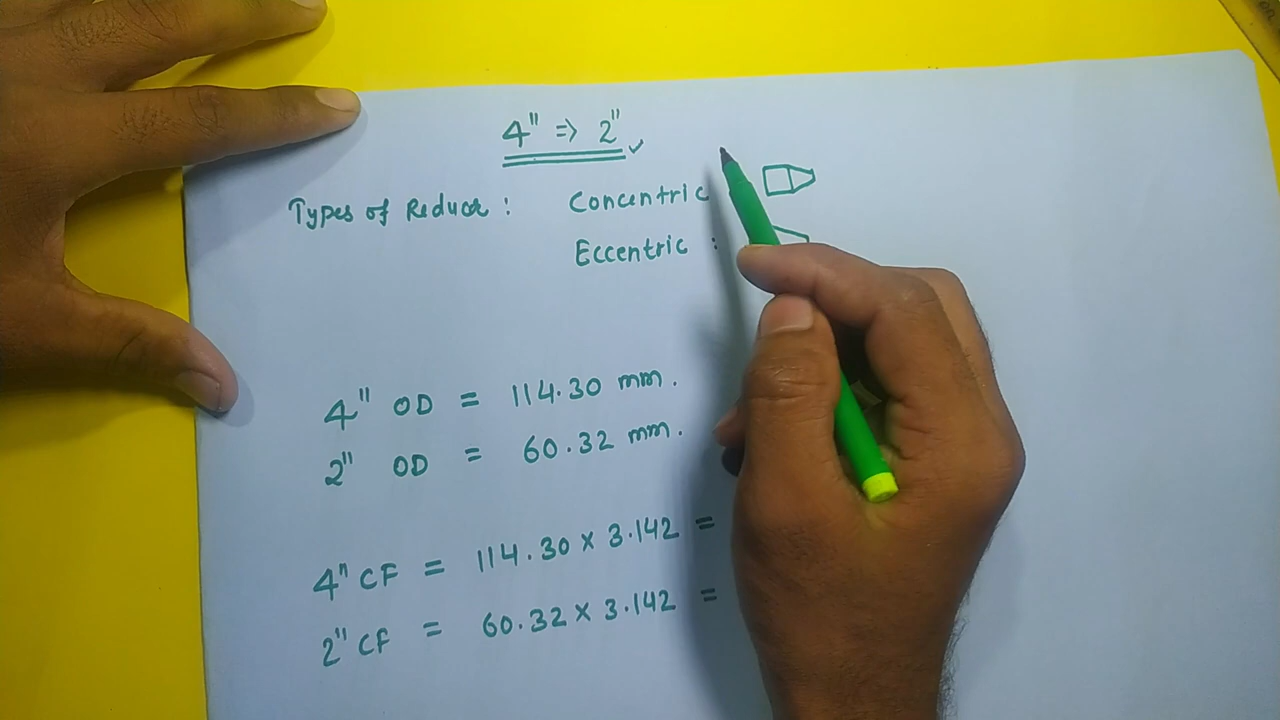 4" => 2" ✓
Types of Reducr : Concentric
Eccentric :
4" OD = 114.30 mm.
2" OD = 60.32 mm.
4" CF = 114.30 x 3.142 =
2" CF = 60.32 x 3.142 =